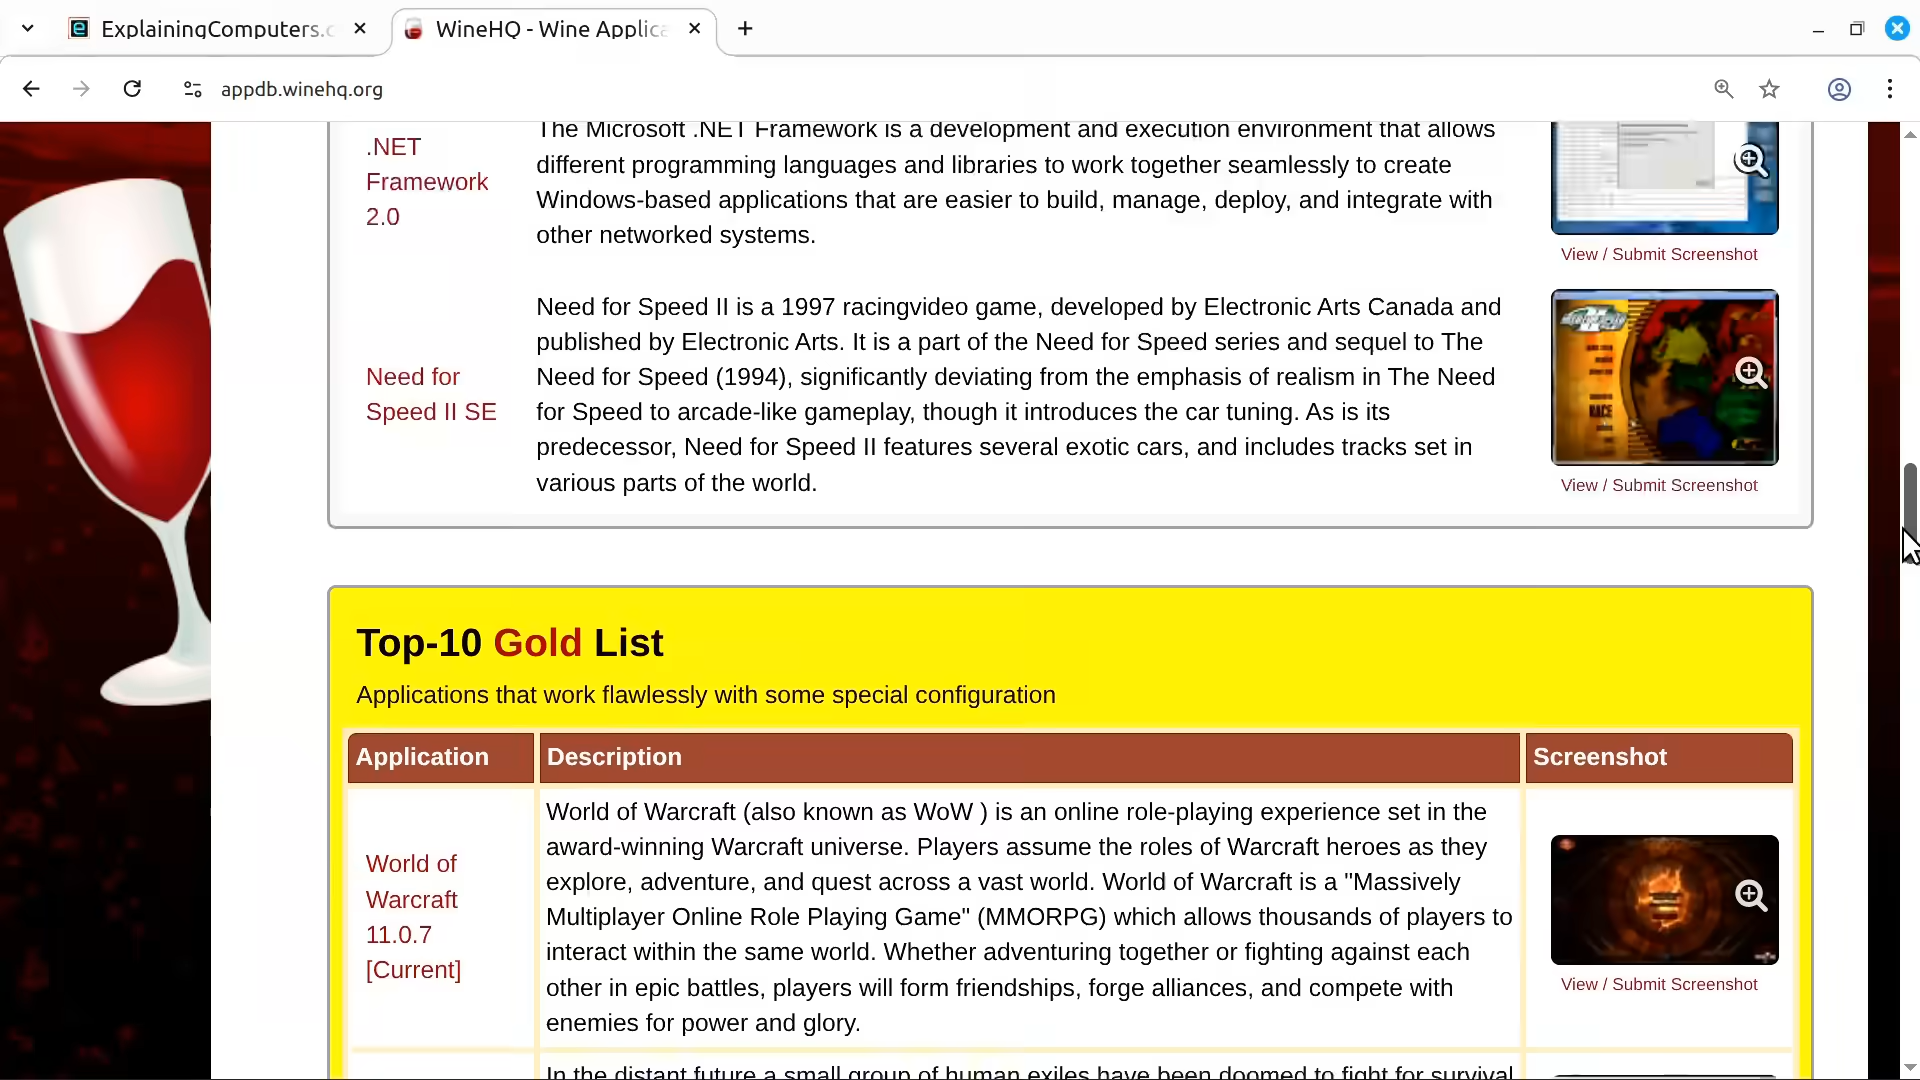 ExplainingComputers.c
WineHQ - Wine Applica
appdb.winehq.org
.NET
Framework
2.0
The Microsoft .NET Framework is a development and execution environment that allows
different programming languages and libraries to work together seamlessly to create
Windows-based applications that are easier to build, manage, deploy, and integrate with
other networked systems.
View / Submit Screenshot
Need for
Speed II SE
Need for Speed II is a 1997 racingvideo game, developed by Electronic Arts Canada and
published by Electronic Arts. It is a part of the Need for Speed series and sequel to The
Need for Speed (1994), significantly deviating from the emphasis of realism in The Need
for Speed to arcade-like gameplay, though it introduces the car tuning. As is its
predecessor, Need for Speed II features several exotic cars, and includes tracks set in
various parts of the world.
View / Submit Screenshot
Top-10 Gold List
Applications that work flawlessly with some special configuration
Application
Description
Screenshot
World of
Warcraft
11.0.7
[Current]
World of Warcraft (also known as WoW ) is an online role-playing experience set in the
award-winning Warcraft universe. Players assume the roles of Warcraft heroes as they
explore, adventure, and quest across a vast world. World of Warcraft is a "Massively
Multiplayer Online Role Playing Game" (MMORPG) which allows thousands of players to
interact within the same world. Whether adventuring together or fighting against each
other in epic battles, players will form friendships, forge alliances, and compete with
enemies for power and glory.
View / Submit Screenshot
In the distant future a small group of human exiles have been doomed to fight for survival